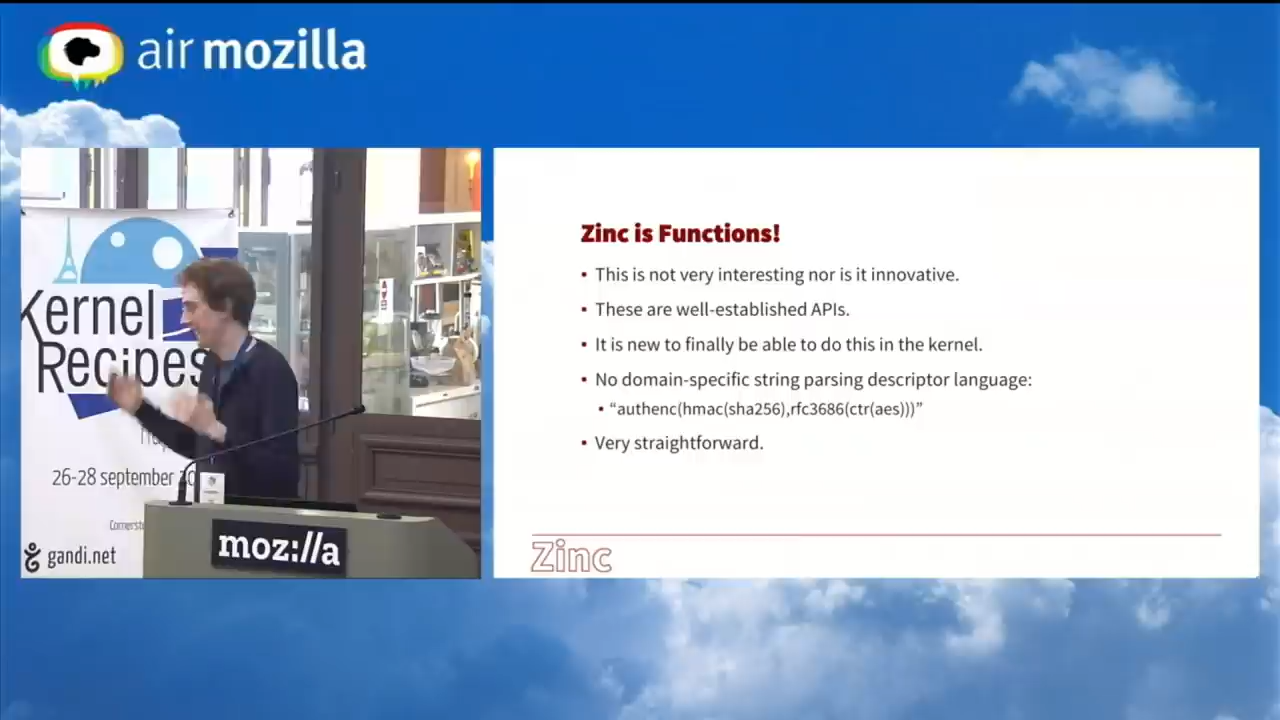 air mozilla
Kernel
Recipes
26-28 september 20
gandi.net
moz://a
Zinc is Functions!
• This is not very interesting nor is it innovative.
• These are well-established APIs.
• It is new to finally be able to do this in the kernel.
• No domain-specific string parsing descriptor language:
• “authenc(hmac(sha256),rfc3686(ctr(aes)))”
• Very straightforward.
Zinc